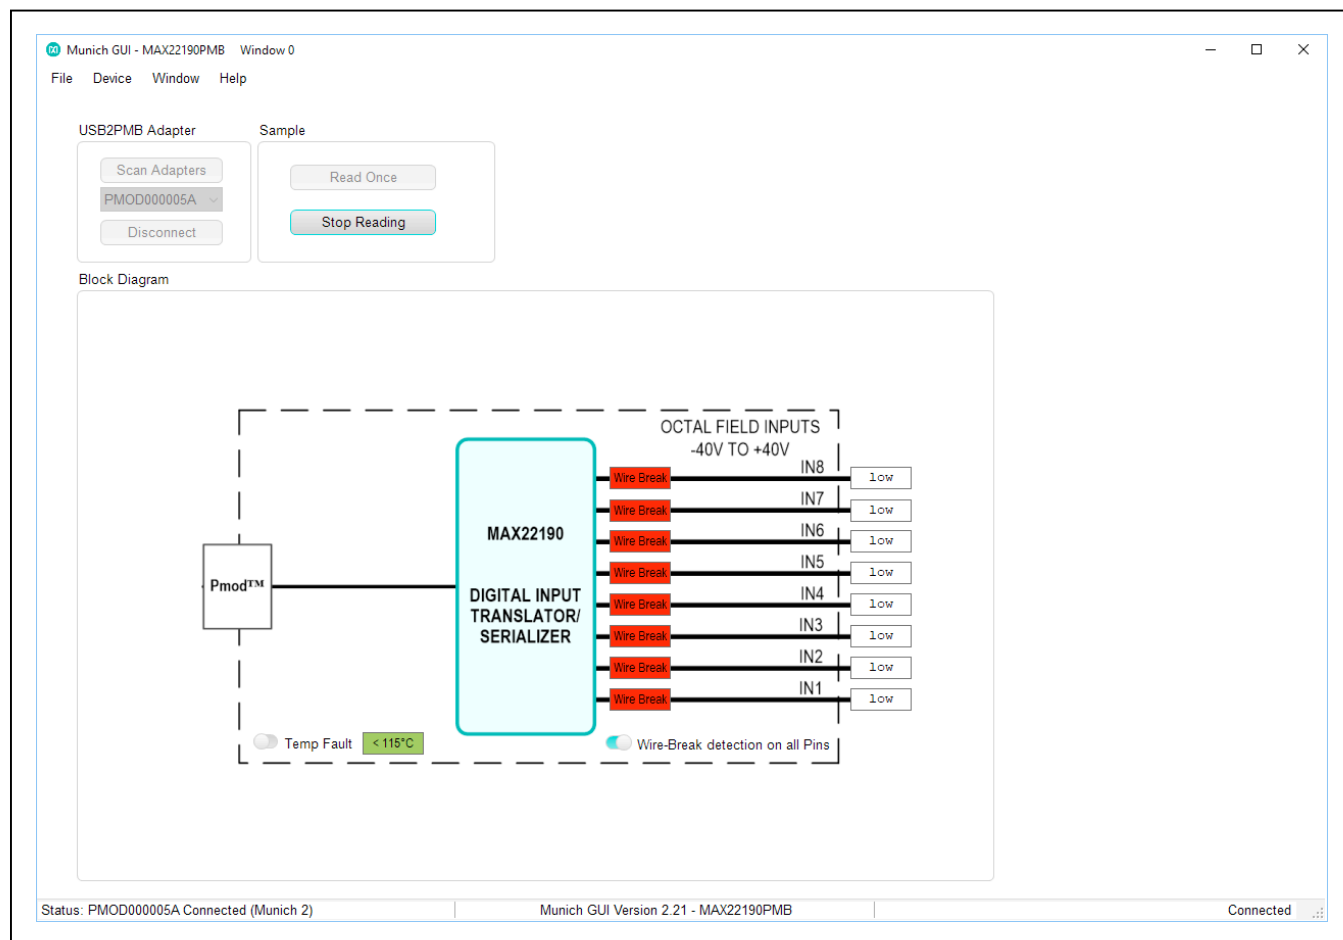 Munich GUI - MAX22190PMB Window 0
File Device Window Help
USB2PMB Adapter
Scan Adapters
PMOD000005A
Disconnect
Sample
Read Once
Stop Reading
Block Diagram
OCTAL FIELD INPUTS
-40V TO +40V
Pmod™
MAX22190
DIGITAL INPUT
TRANSLATOR/
SERIALIZER
Wire Break IN8 low
Wire Break IN7 low
Wire Break IN6 low
Wire Break IN5 low
Wire Break IN4 low
Wire Break IN3 low
Wire Break IN2 low
Wire Break IN1 low
Temp Fault < 115°C
Wire-Break detection on all Pins
Status: PMOD000005A Connected (Munich 2)
Munich GUI Version 2.21 - MAX22190PMB
Connected